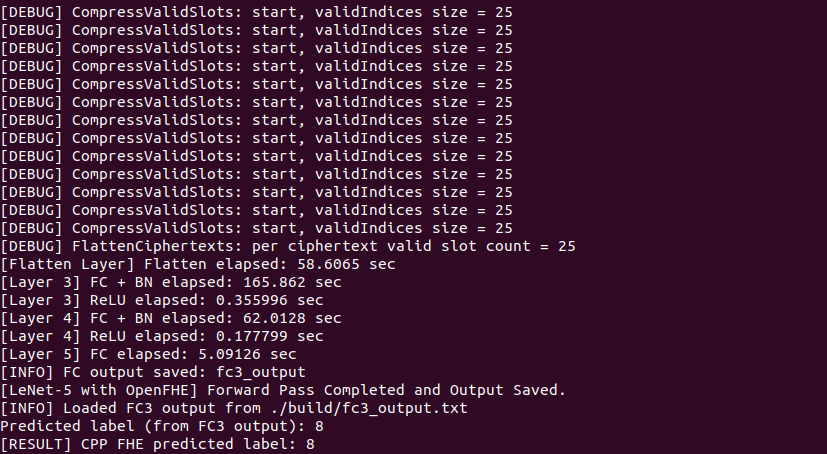 [DEBUG] CompressValidSlots: start, validIndices size = 25
[DEBUG] CompressValidSlots: start, validIndices size = 25
[DEBUG] CompressValidSlots: start, validIndices size = 25
[DEBUG] CompressValidSlots: start, validIndices size = 25
[DEBUG] CompressValidSlots: start, validIndices size = 25
[DEBUG] CompressValidSlots: start, validIndices size = 25
[DEBUG] CompressValidSlots: start, validIndices size = 25
[DEBUG] CompressValidSlots: start, validIndices size = 25
[DEBUG] CompressValidSlots: start, validIndices size = 25
[DEBUG] CompressValidSlots: start, validIndices size = 25
[DEBUG] CompressValidSlots: start, validIndices size = 25
[DEBUG] CompressValidSlots: start, validIndices size = 25
[DEBUG] CompressValidSlots: start, validIndices size = 25
[DEBUG] FlattenCiphertexts: per ciphertext valid slot count = 25
[Flatten Layer] Flatten elapsed: 58.6065 sec
[Layer 3] FC + BN elapsed: 165.862 sec
[Layer 3] ReLU elapsed: 0.355996 sec
[Layer 4] FC + BN elapsed: 62.0128 sec
[Layer 4] ReLU elapsed: 0.177799 sec
[Layer 5] FC elapsed: 5.09126 sec
[INFO] FC output saved: fc3_output
[LeNet-5 with OpenFHE] Forward Pass Completed and Output Saved.
[INFO] Loaded FC3 output from ./build/fc3_output.txt
Predicted label (from FC3 output): 8
[RESULT] CPP FHE predicted label: 8